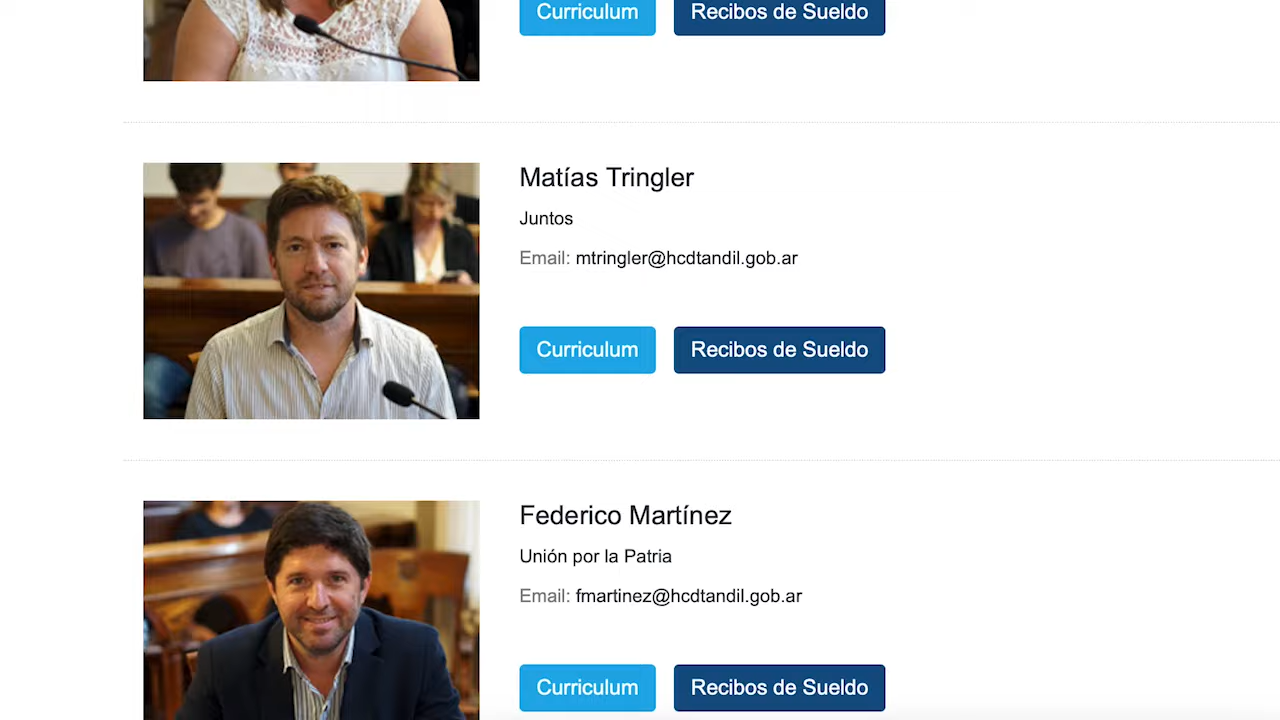 Curriculum Recibos de Sueldo
Matías Tringler
Juntos
Email: mtringler@hcdtandil.gob.ar
Curriculum Recibos de Sueldo
Federico Martínez
Unión por la Patria
Email: fmartinez@hcdtandil.gob.ar
Curriculum Recibos de Sueldo